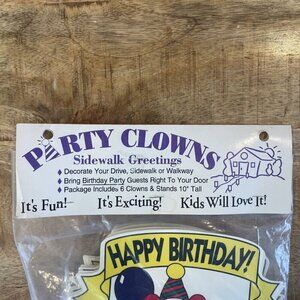 PARTY CLOWNS
Sidewalk Greetings
♦ Decorate Your Drive, Sidewalk or Walkway
♦ Bring Birthday Party Guests Right To Your Door
♦ Package Includes 6 Clowns & Stands 10" Tall
It's Fun! It's Exciting! Kids Will Love It!
HAPPY BIRTHDAY!